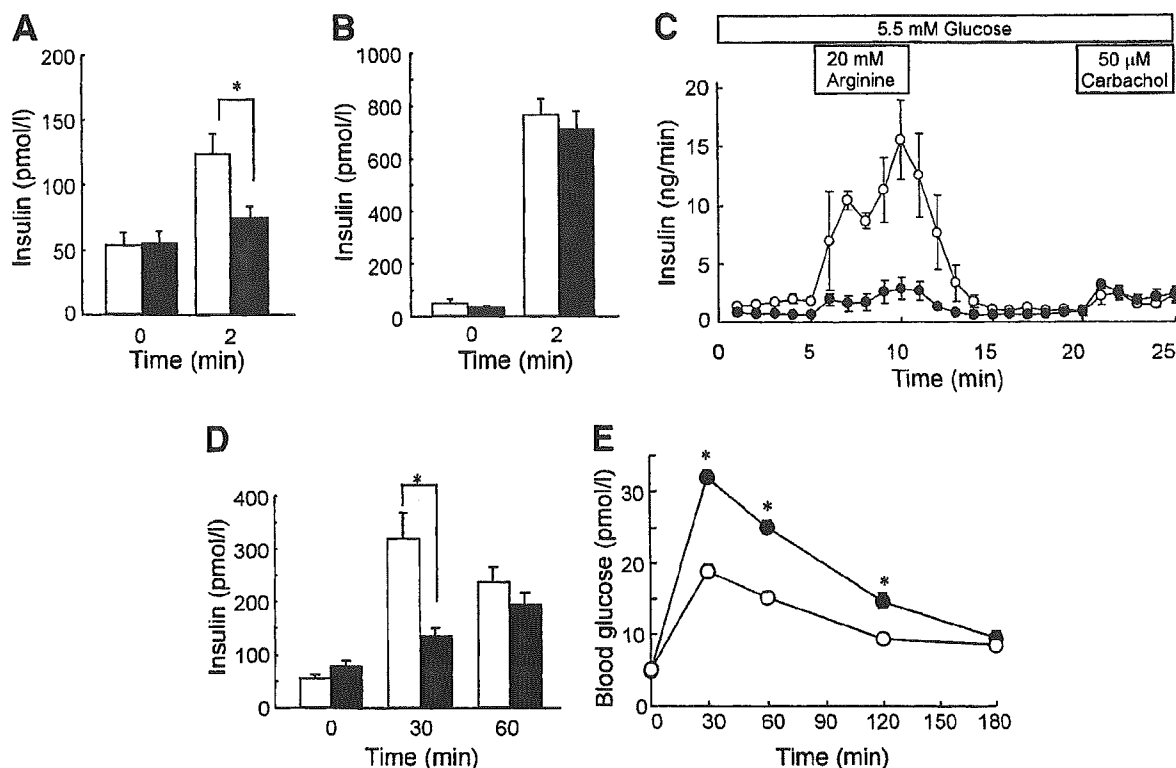 A
Insulin (pmol/l)
200
150
100
50
0
*
0 2
Time (min)
B
Insulin (pmol/l)
1000
800
600
400
200
0
0 2
Time (min)
C
5.5 mM Glucose
20 mM
Arginine
50 μM
Carbachol
Insulin (ng/min)
20
15
10
5
0
0 5 10 15 20 25
Time (min)
D
Insulin (pmol/l)
400
300
200
100
0
*
0 30 60
Time (min)
E
Blood glucose (pmol/l)
30
20
10
0
* * *
0 30 60 90 120 150 180
Time (min)